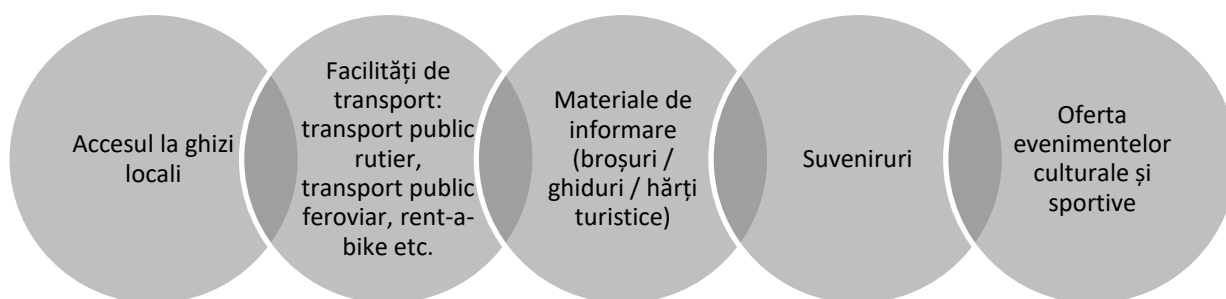 Accesul la ghizi
locali
Facilități de
transport:
transport public
rutier,
transport public
feroviar, rent-a-
bike etc.
Materiale de
informare
(broșuri /
ghiduri / hărți
turistice)
Suveniruri
Oferta
evenimentelor
culturale și
sportive